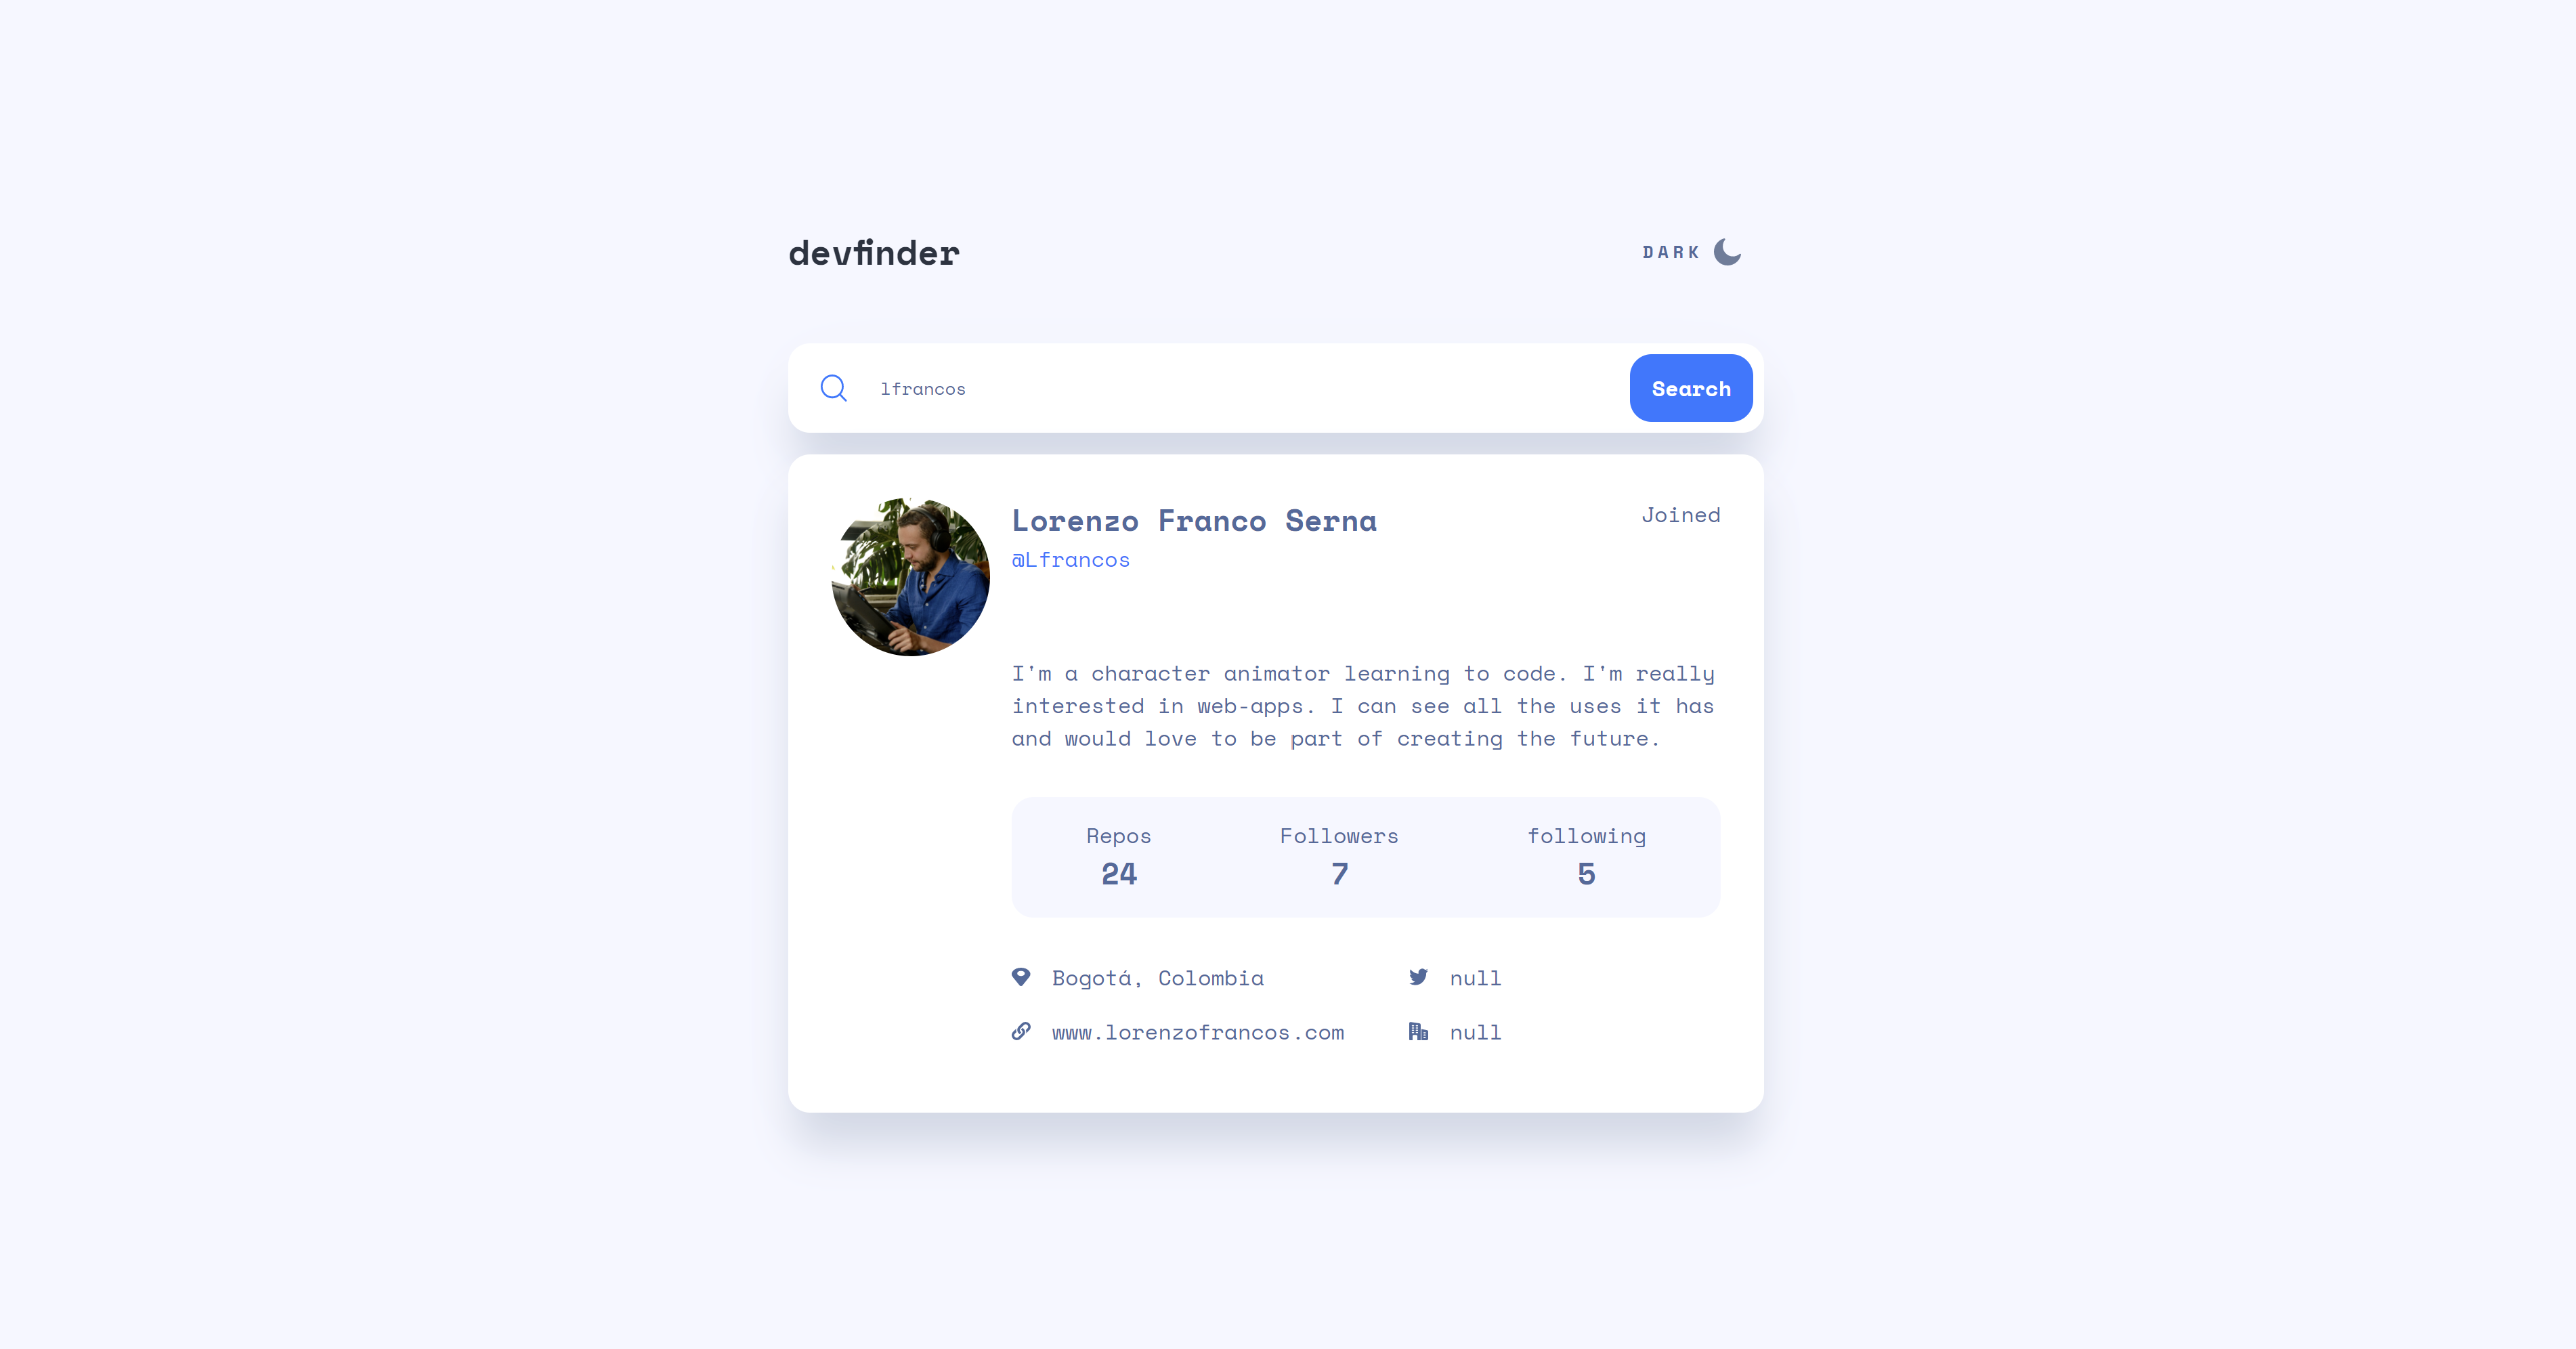 devfinder
DARK
lfrancos
Search
Lorenzo Franco Serna
Joined
@Lfrancos
I'm a character animator learning to code. I'm really
interested in web-apps. I can see all the uses it has
and would love to be part of creating the future.
Repos
Followers
following
24
7
5
Bogotá, Colombia
null
www.lorenzofrancos.com
null